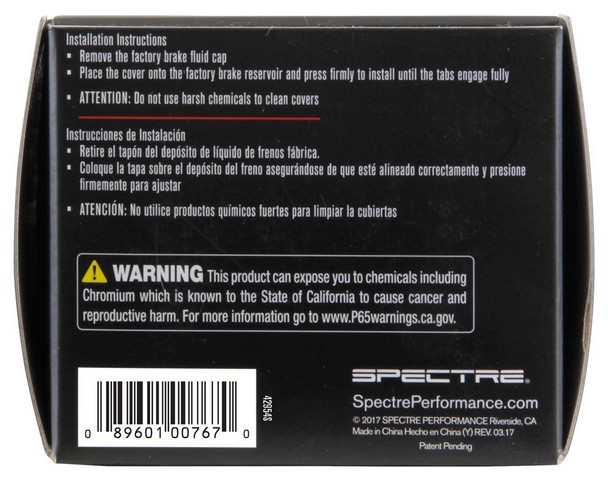 Installation Instructions
▪ Remove the factory brake fluid cap
▪ Place the cover onto the factory brake reservoir and press firmly to install until the tabs engage fully
▪ ATTENTION: Do not use harsh chemicals to clean covers
Instrucciones de Instalación
▪ Retire el tapón del depósito de líquido de frenos fábrica.
▪ Coloque la tapa sobre el depósito del freno asegurándose de que esté alineado correctamente y presione
firmemente para ajustar
▪ ATENCIÓN: No utilice productos químicos fuertes para limpiar la cubiertas
WARNING This product can expose you to chemicals including
Chromium which is known to the State of California to cause cancer and
reproductive harm. For more information go to www.P65warnings.ca.gov.
0 89601 00767 0
42954S
SPECTRE®
SpectrePerformance.com
© 2017 SPECTRE PERFORMANCE Riverside, CA
Made in China Hecho en China (Y) REV. 03.17
Patent Pending